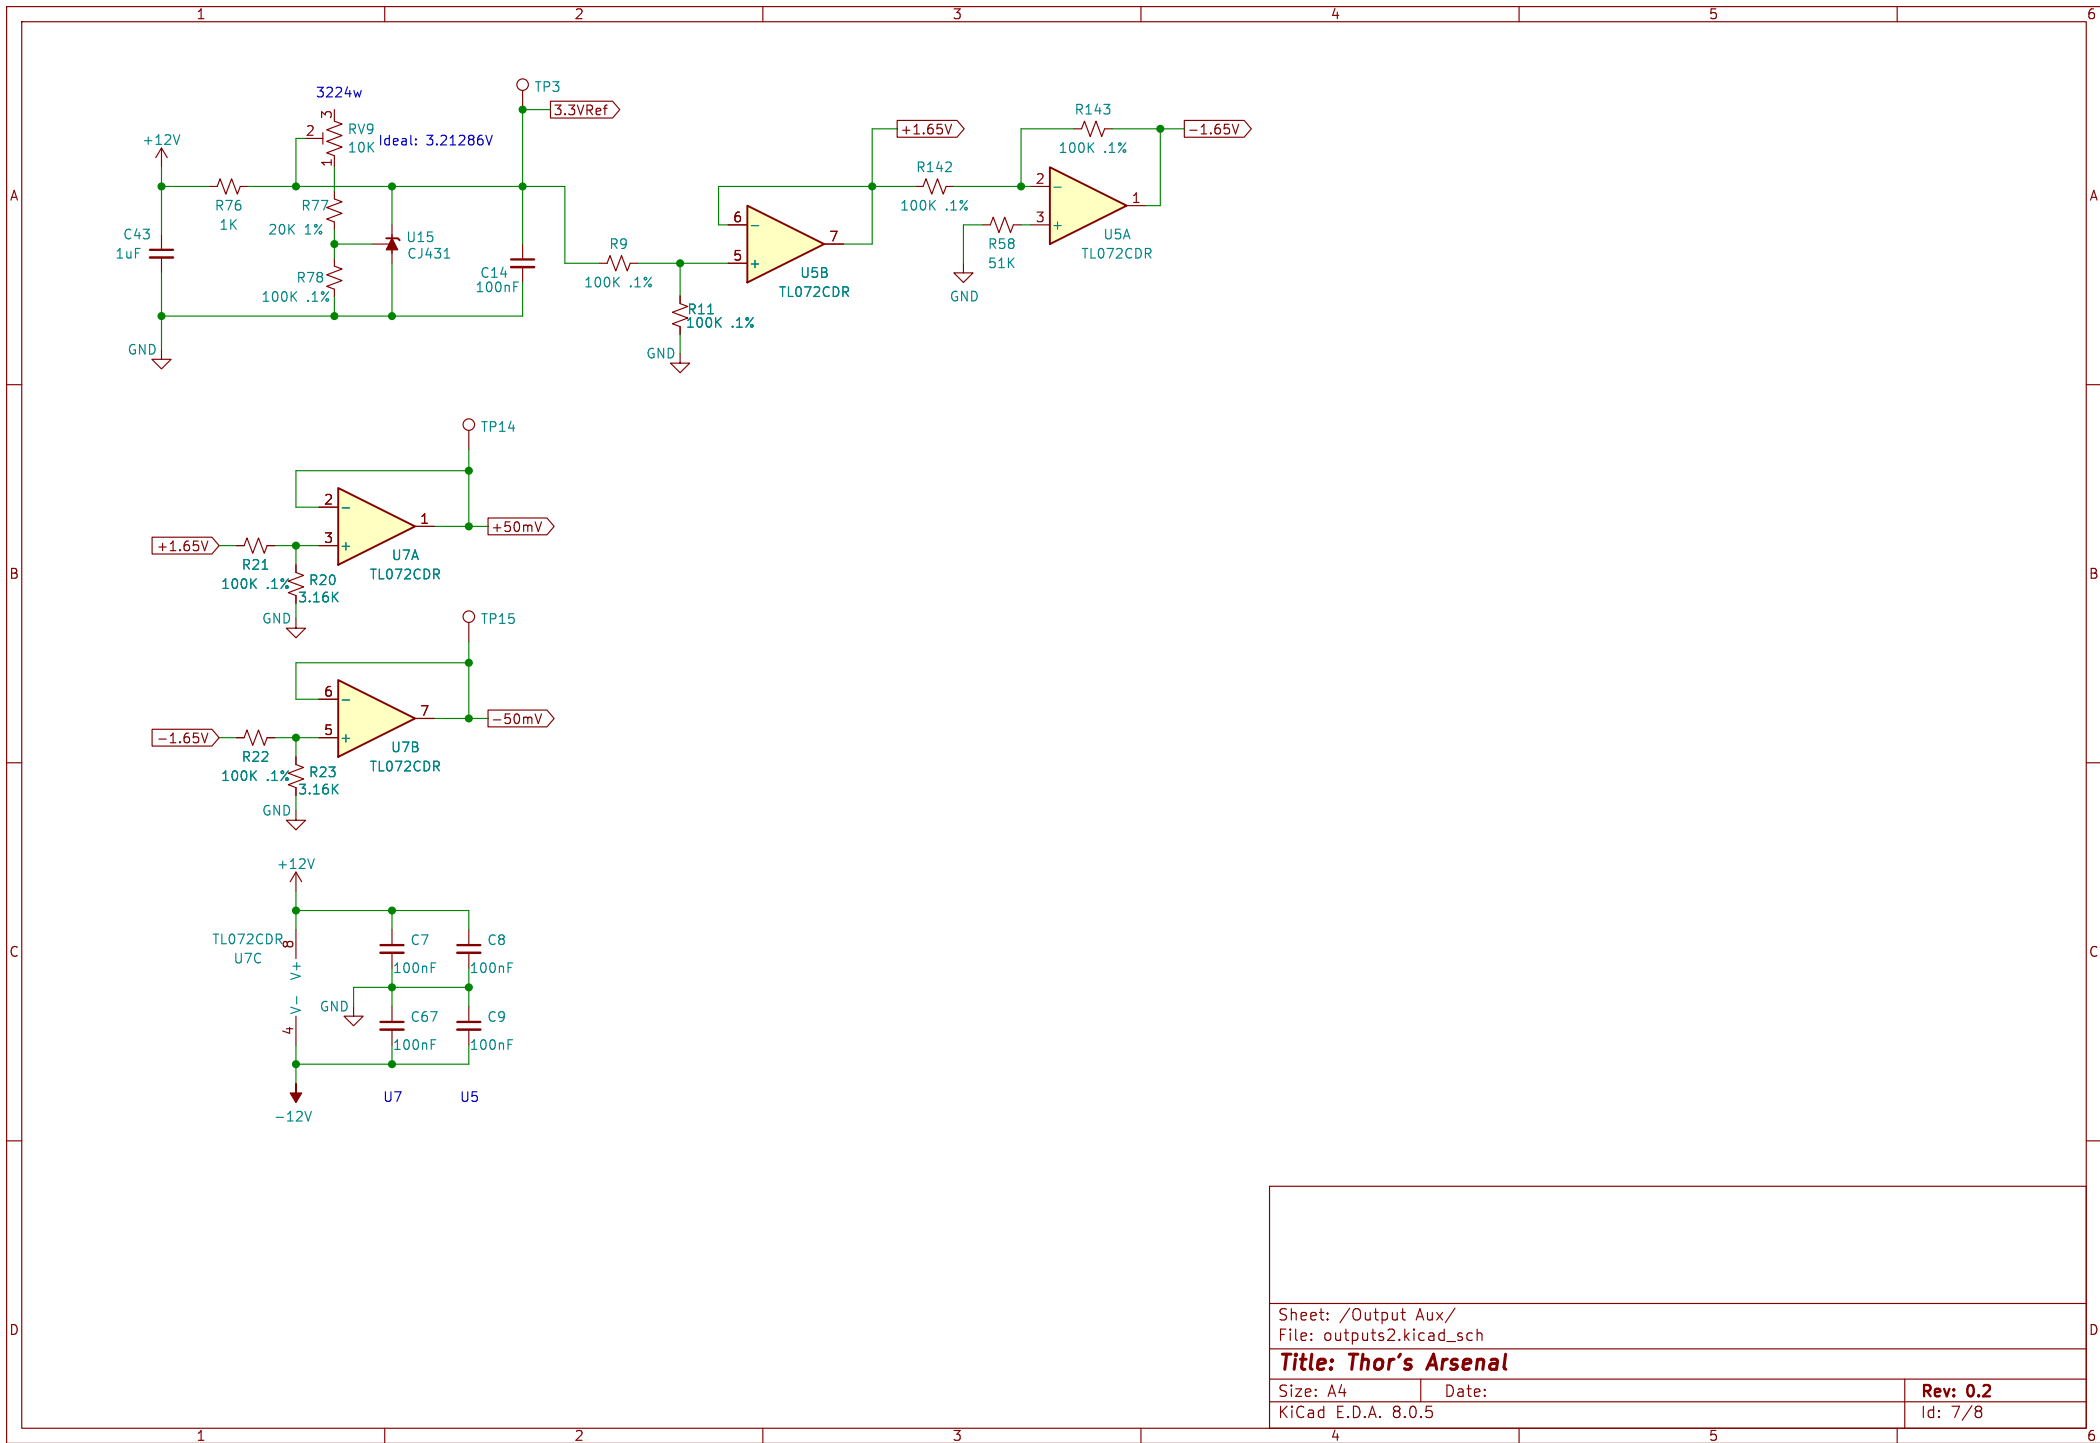 1 2 3 4 5 6
A
A
B
B
C
C
D
D
3224w
3
2
RV9
10K
1
Ideal: 3.21286V
+12V
R76
1K
R77
20K 1%
C43
1uF
U15
CJ431
R78
100K .1%
GND
TP3
3.3VRef
C14
100nF
R9
100K .1%
R11
100K .1%
GND
6
5
7
−
+
U5B
TL072CDR
+1.65V
R142
100K .1%
R143
100K .1%
−1.65V
2
3
1
−
+
U5A
TL072CDR
R58
51K
GND
TP14
2
3
1
−
+
+50mV
U7A
TL072CDR
+1.65V
R21
100K .1%
R20
3.16K
GND
TP15
6
5
7
−
+
−50mV
U7B
TL072CDR
−1.65V
R22
100K .1%
R23
3.16K
GND
+12V
TL072CDR
U7C
8
V+
V−
4
C7
100nF
C8
100nF
GND
C67
100nF
C9
100nF
−12V
U7
U5
Sheet: /Output Aux/
File: outputs2.kicad_sch
Title: Thor's Arsenal
Size: A4
Date:
Rev: 0.2
KiCad E.D.A. 8.0.5
Id: 7/8
1 2 3 4 5 6